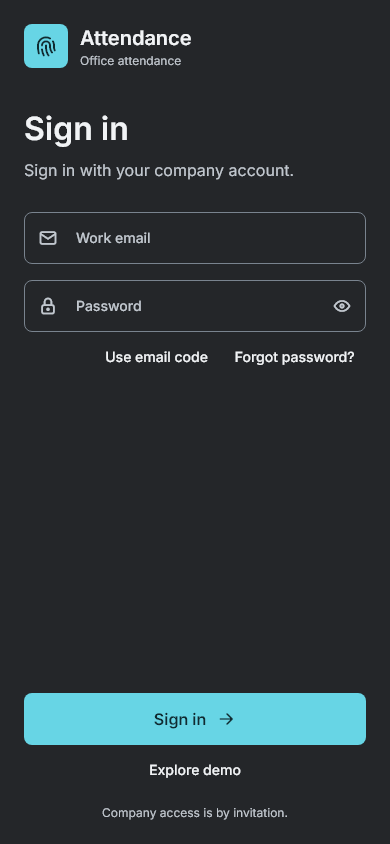 Attendance
Office attendance
Sign in
Sign in with your company account.
Work email
Password
Use email code Forgot password?
Sign in
Explore demo
Company access is by invitation.